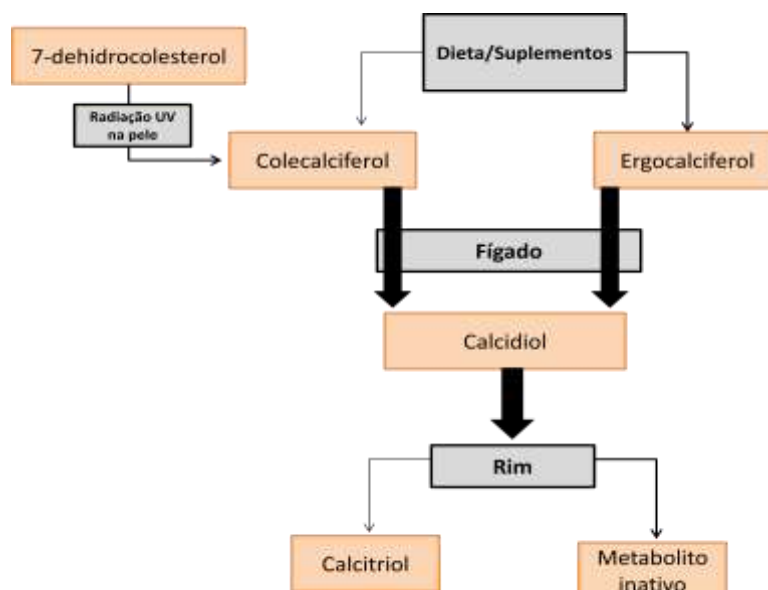 7-dehidrocolesterol
Dieta/Suplementos
Radiação UV
na pele
Colecalciferol
Ergocalciferol
Fígado
Calcidiol
Rim
Calcitriol
Metabolito
inativo